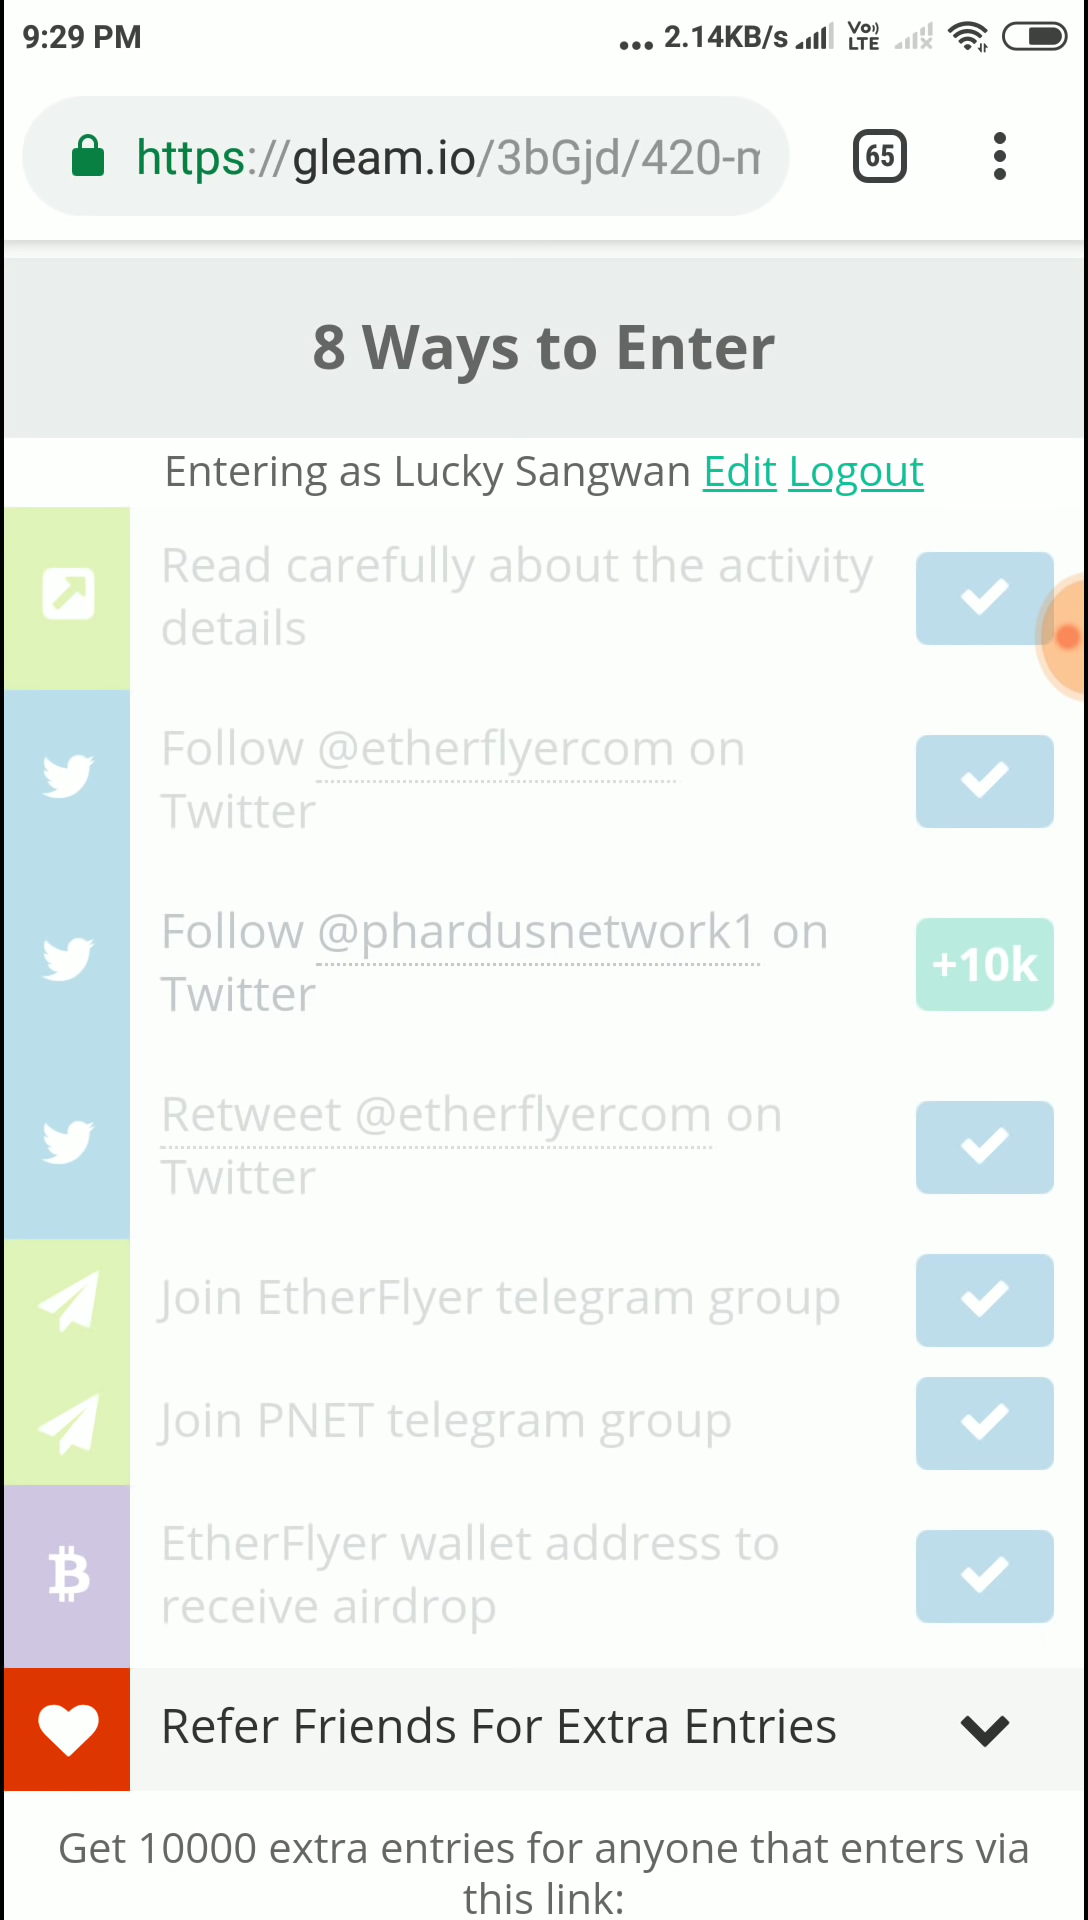 9:29 PM
... 2.14KB/s
Vo))
LTE
https://gleam.io/3bGjd/420-m
65
8 Ways to Enter
Entering as Lucky Sangwan Edit Logout
Read carefully about the activity
details
Follow @etherflyercom on
Twitter
Follow @phardusnetwork1 on
Twitter
+10k
Retweet @etherflyercom on
Twitter
Join EtherFlyer telegram group
Join PNET telegram group
EtherFlyer wallet address to
receive airdrop
Refer Friends For Extra Entries
Get 10000 extra entries for anyone that enters via
this link: